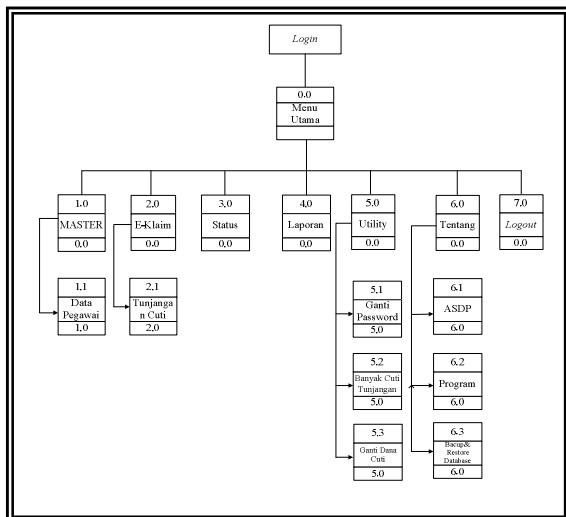 Login
0.0
Menu
Utama
1.0
MASTER
0.0
2.0
E-Klaim
0.0
3.0
Status
0.0
4.0
Laporan
0.0
5.0
Utility
0.0
6.0
Tentang
0.0
7.0
Logout
0.0
1.1
Data
Pegawai
1.0
2.1
Tunjanga
n Cuti
2.0
5.1
Ganti
Password
5.0
6.1
ASDP
6.0
5.2
Banyak Cuti
Tunjangan
5.0
6.2
Program
6.0
5.3
Ganti Dana
Cuti
5.0
6.3
Bacup&
Restore
Database
6.0